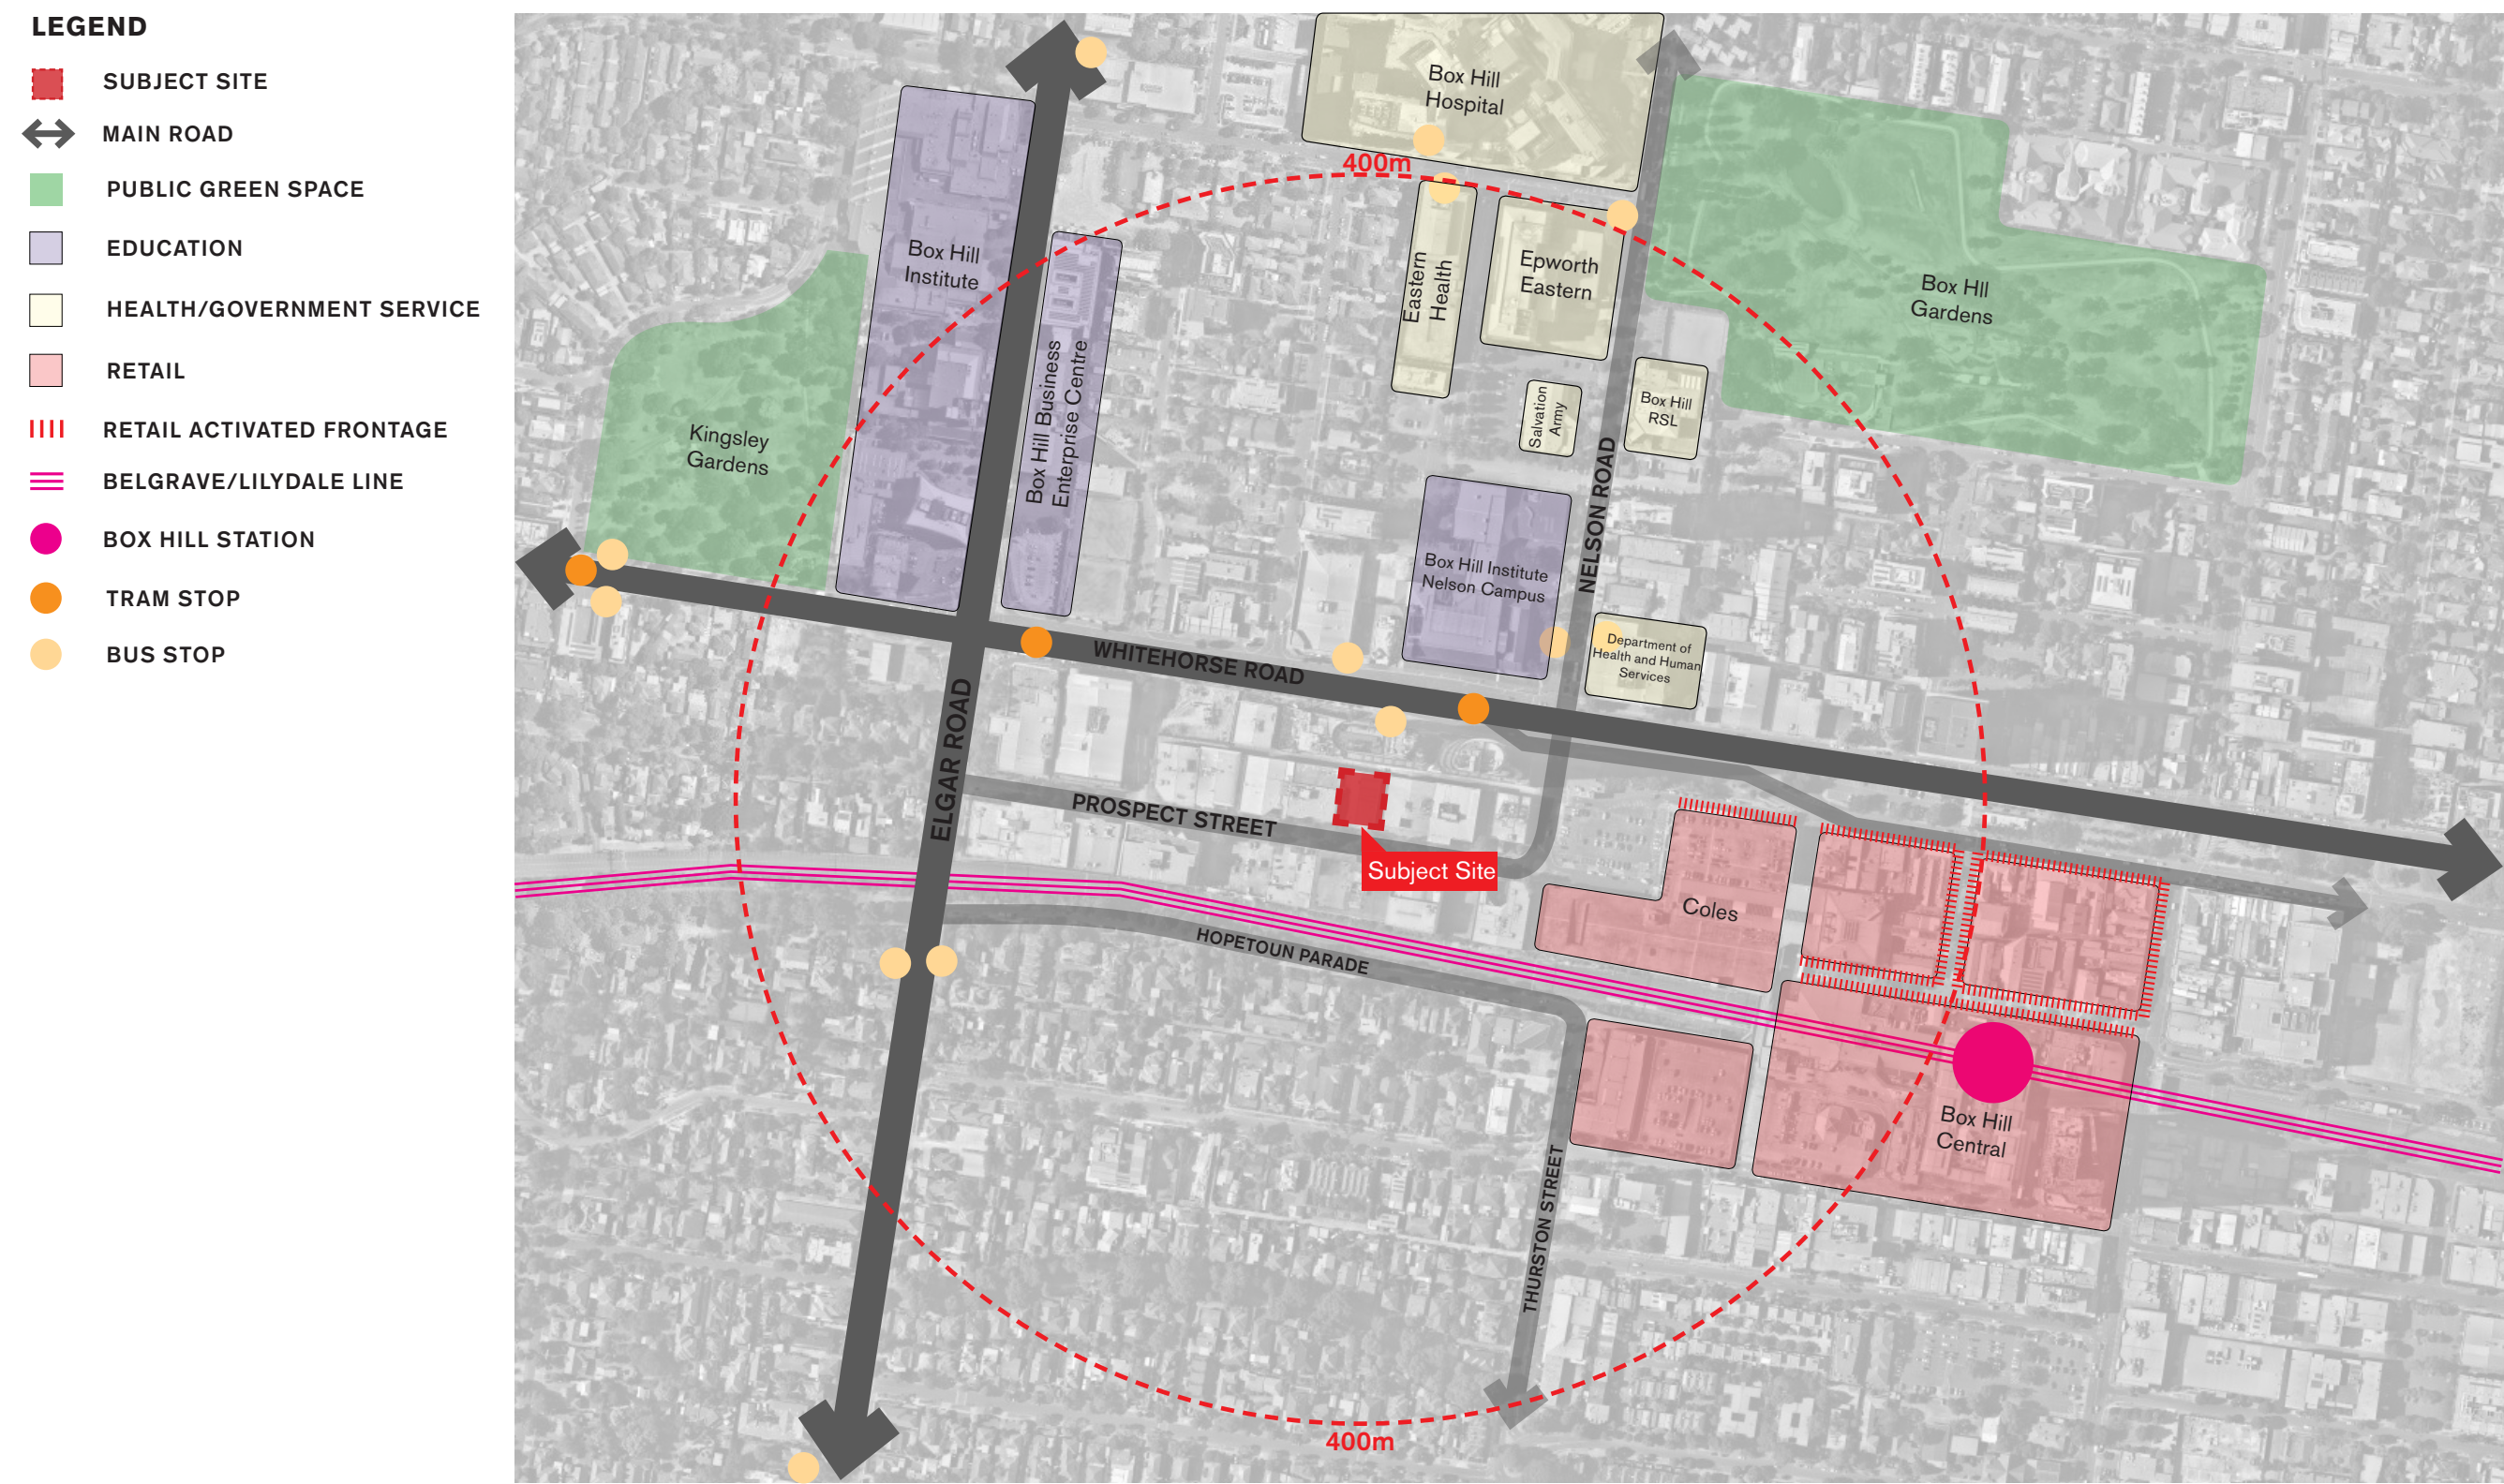 LEGEND
SUBJECT SITE
MAIN ROAD
PUBLIC GREEN SPACE
EDUCATION
HEALTH/GOVERNMENT SERVICE
RETAIL
RETAIL ACTIVATED FRONTAGE
BELGRAVE/LILYDALE LINE
BOX HILL STATION
TRAM STOP
BUS STOP
Box Hill
Hospital
400m
Box Hill
Institute
Eastern
Health
Epworth
Eastern
Box Hll
Gardens
Kingsley
Gardens
Box Hill Business
Enterprise Centre
Salvation
Army
Box Hill
RSL
NELSON ROAD
Box Hill Institute
Nelson Campus
Department of
Health and Human
Services
WHITEHORSE ROAD
ELGAR ROAD
PROSPECT STREET
Subject Site
Coles
HOPETOUN PARADE
Box Hill
Central
THURSTON STREET
400m